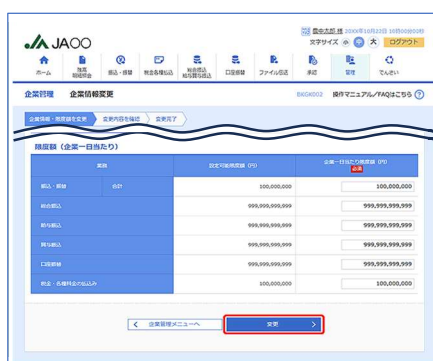 農中太郎 様 20XX年10月22日 10時00分02秒
JA〇〇
文字サイズ 小 中 大 ログアウト
ホーム
残高
明細照会
振込・振替
税金各種払込
総合振込
給与賞与振込
口座振替
ファイル伝送
承認
管理
でんさい
企業管理 企業情報変更
BKGK002 操作マニュアル/FAQはこちら ?
企業情報・限度額を変更 変更内容を確認 変更完了
限度額（企業一日当たり）
業務 設定可能限度額（円） 企業一日当たり限度額（円）
必須
振込・振替 合計 100,000,000 100,000,000
総合振込 999,999,999,999 999,999,999,999
給与振込 999,999,999,999 999,999,999,999
賞与振込 999,999,999,999 999,999,999,999
口座振替 999,999,999,999 999,999,999,999
税金・各種料金の払込み 100,000,000 100,000,000
企業管理メニューへ 変更